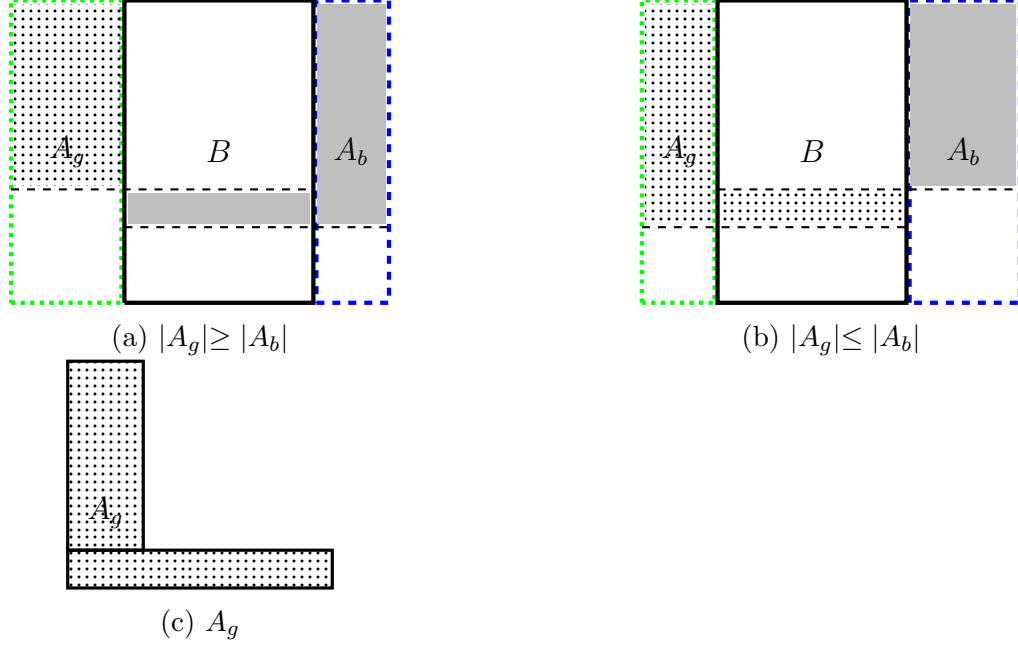 A_g B A_b
A_g B A_b
(a) |A_g|≥ |A_b|
(b) |A_g|≤ |A_b|
A_g
(c) A_g